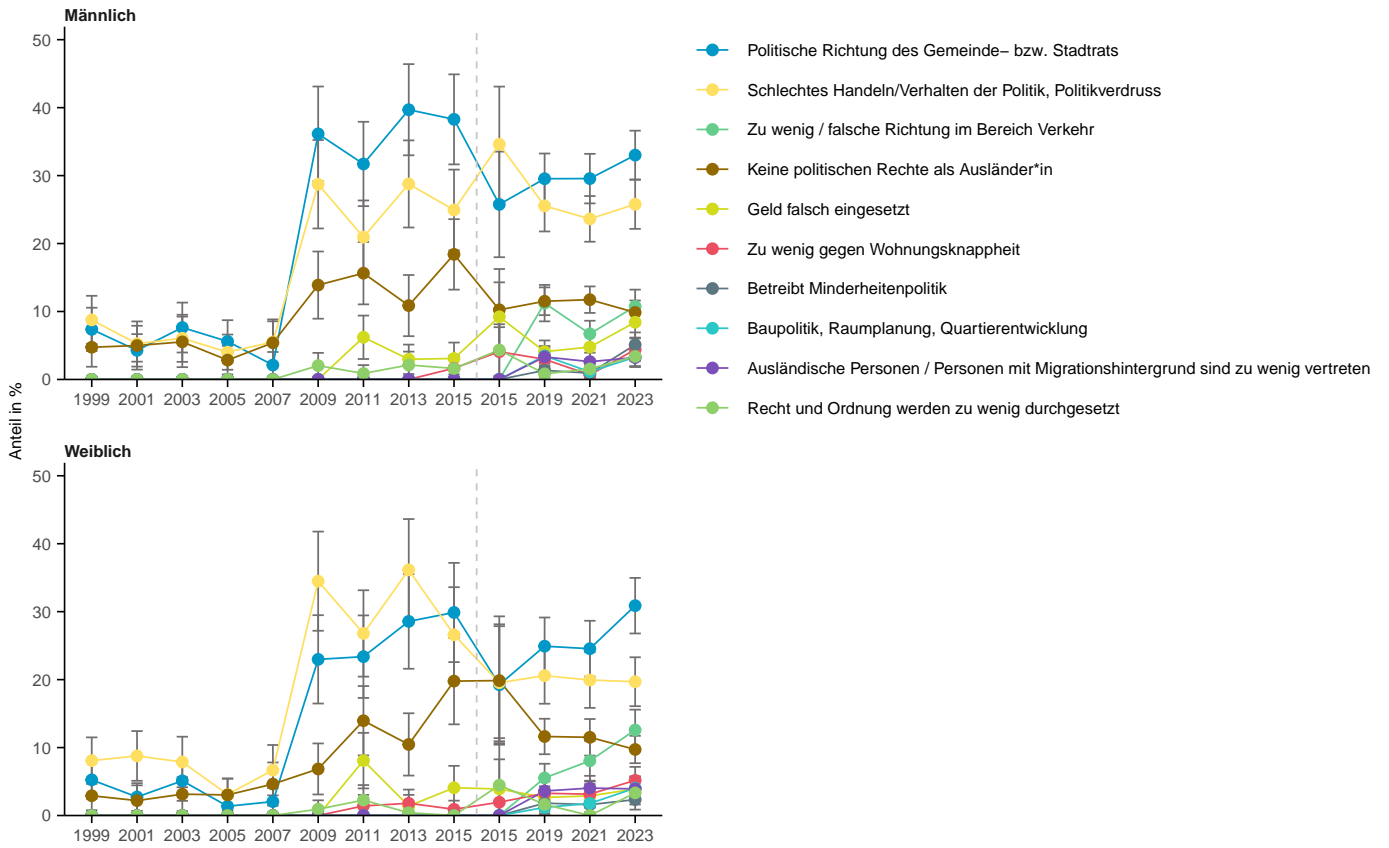 Männlich
50
40
30
20
10
0
1999 2001 2003 2005 2007 2009 2011 2013 2015 2015 2019 2021 2023
Politische Richtung des Gemeinde– bzw. Stadtrats
Schlechtes Handeln/Verhalten der Politik, Politikverdruss
Zu wenig / falsche Richtung im Bereich Verkehr
Keine politischen Rechte als Ausländer*in
Geld falsch eingesetzt
Zu wenig gegen Wohnungsknappheit
Betreibt Minderheitenpolitik
Baupolitik, Raumplanung, Quartierentwicklung
Ausländische Personen / Personen mit Migrationshintergrund sind zu wenig vertreten
Recht und Ordnung werden zu wenig durchgesetzt
Anteil in %
Weiblich
50
40
30
20
10
0
1999 2001 2003 2005 2007 2009 2011 2013 2015 2015 2019 2021 2023